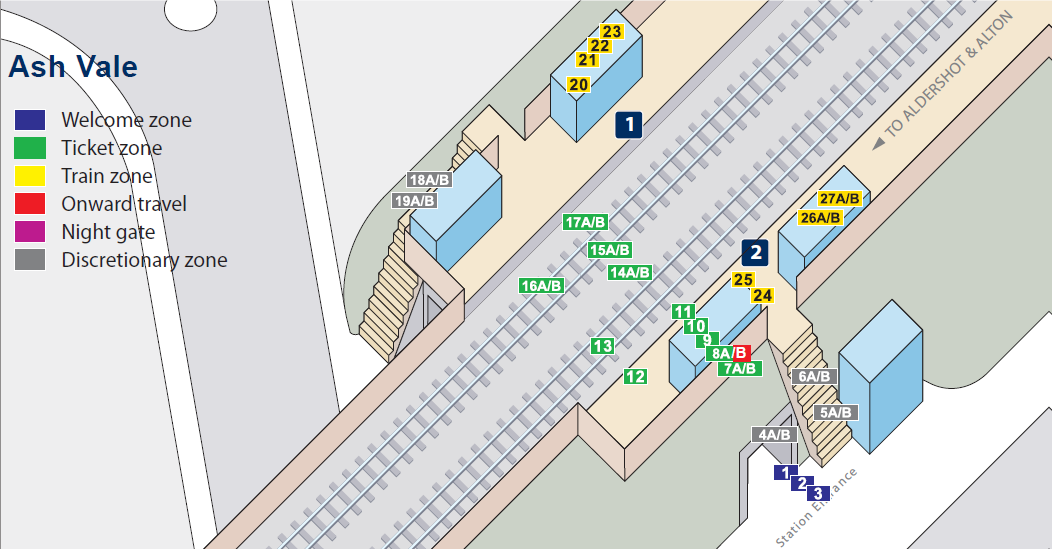 Ash Vale
Welcome zone
Ticket zone
Train zone
Onward travel
Night gate
Discretionary zone
23
22
21
20
1
TO ALDERSHOT & ALTON
18A/B
19A/B
27A/B
26A/B
17A/B
2
15A/B
14A/B
16A/B
25
24
11
10
9
13
8A/B
7A/B
12
6A/B
5A/B
4A/B
1
2
3
Station Entrance